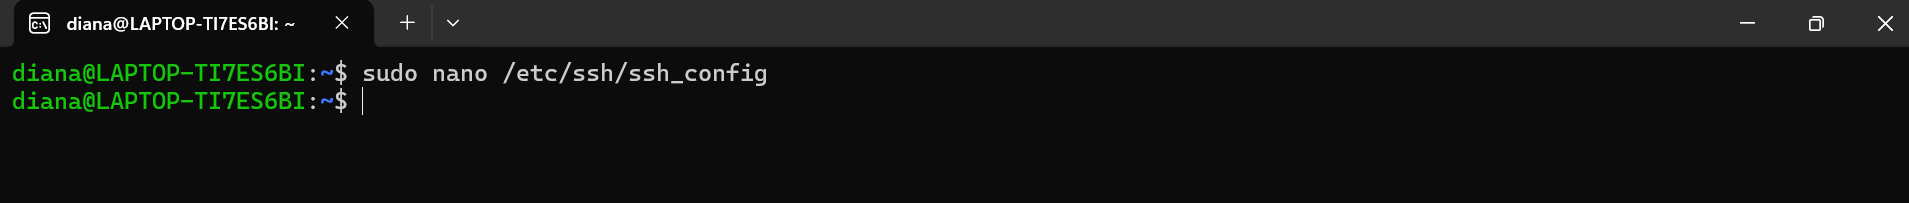 diana@LAPTOP-TI7ES6BI: ~
diana@LAPTOP-TI7ES6BI:~$ sudo nano /etc/ssh/ssh_config
diana@LAPTOP-TI7ES6BI:~$